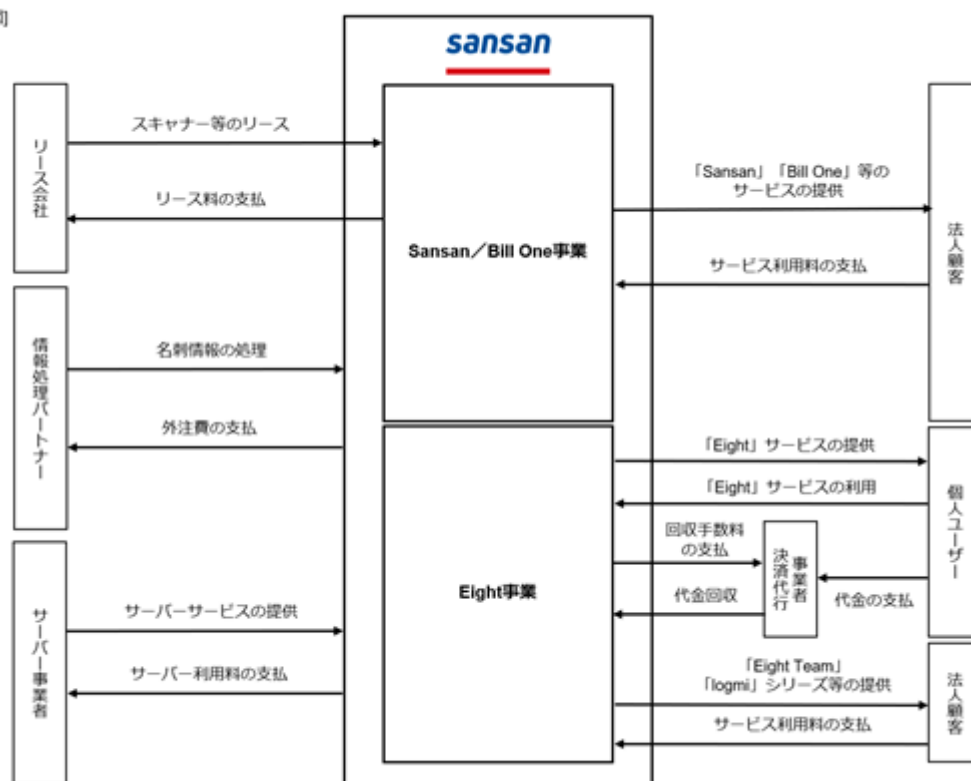 sansan
リース会社
スキャナー等のリース
リース料の支払
Sansan／Bill One事業
「Sansan」「Bill One」等の
サービスの提供
サービス利用料の支払
法人顧客
情報処理パートナー
名刺情報の処理
外注費の支払
Eight事業
「Eight」サービスの提供
「Eight」サービスの利用
個人ユーザー
回収手数料
の支払
代金回収
決済代行
事業者
代金の支払
サーバー事業者
サーバーサービスの提供
サーバー利用料の支払
「Eight Team」
「logmi」シリーズ等の提供
サービス利用料の支払
法人顧客